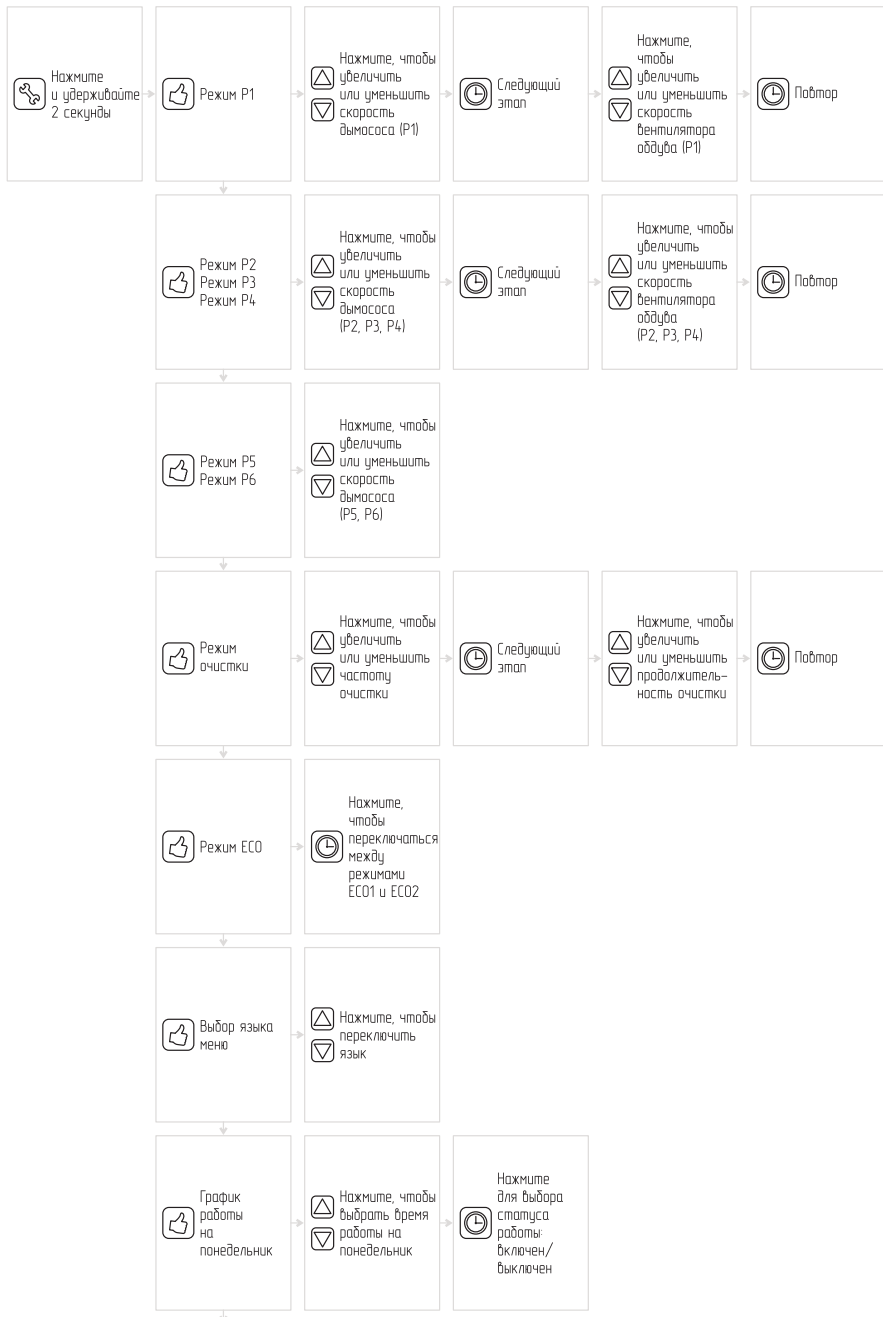 Нажмите
и удерживайте
2 секунды
Режим P1
Нажмите, чтобы
увеличить
или уменьшить
скорость
дымососа (P1)
Следующий
этап
Нажмите,
чтобы
увеличить
или уменьшить
скорость
вентилятора
обдува (P1)
Повтор
Режим P2
Режим P3
Режим P4
Нажмите, чтобы
увеличить
или уменьшить
скорость
дымососа
(P2, P3, P4)
Следующий
этап
Нажмите, чтобы
увеличить
или уменьшить
скорость
вентилятора
обдува
(P2, P3, P4)
Повтор
Режим P5
Режим P6
Нажмите, чтобы
увеличить
или уменьшить
скорость
дымососа
(P5, P6)
Режим
очистки
Нажмите, чтобы
увеличить
или уменьшить
частоту
очистки
Следующий
этап
Нажмите, чтобы
увеличить
или уменьшить
продолжитель-
ность очистки
Повтор
Режим ECO
Нажмите,
чтобы
переключаться
между
режимами
ECO1 и ECO2
Выбор языка
меню
Нажмите, чтобы
переключить
язык
График
работы
на
понедельник
Нажмите, чтобы
выбрать время
работы на
понедельник
Нажмите
для выбора
статуса
работы:
включен/
выключен